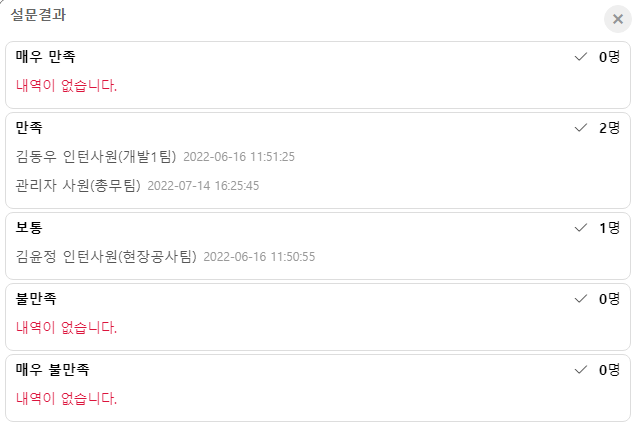 설문결과
매우 만족 0명
내역이 없습니다.
만족 2명
김동우 인턴사원(개발1팀) 2022-06-16 11:51:25
관리자 사원(총무팀) 2022-07-14 16:25:45
보통 1명
김윤정 인턴사원(현장공사팀) 2022-06-16 11:50:55
불만족 0명
내역이 없습니다.
매우 불만족 0명
내역이 없습니다.